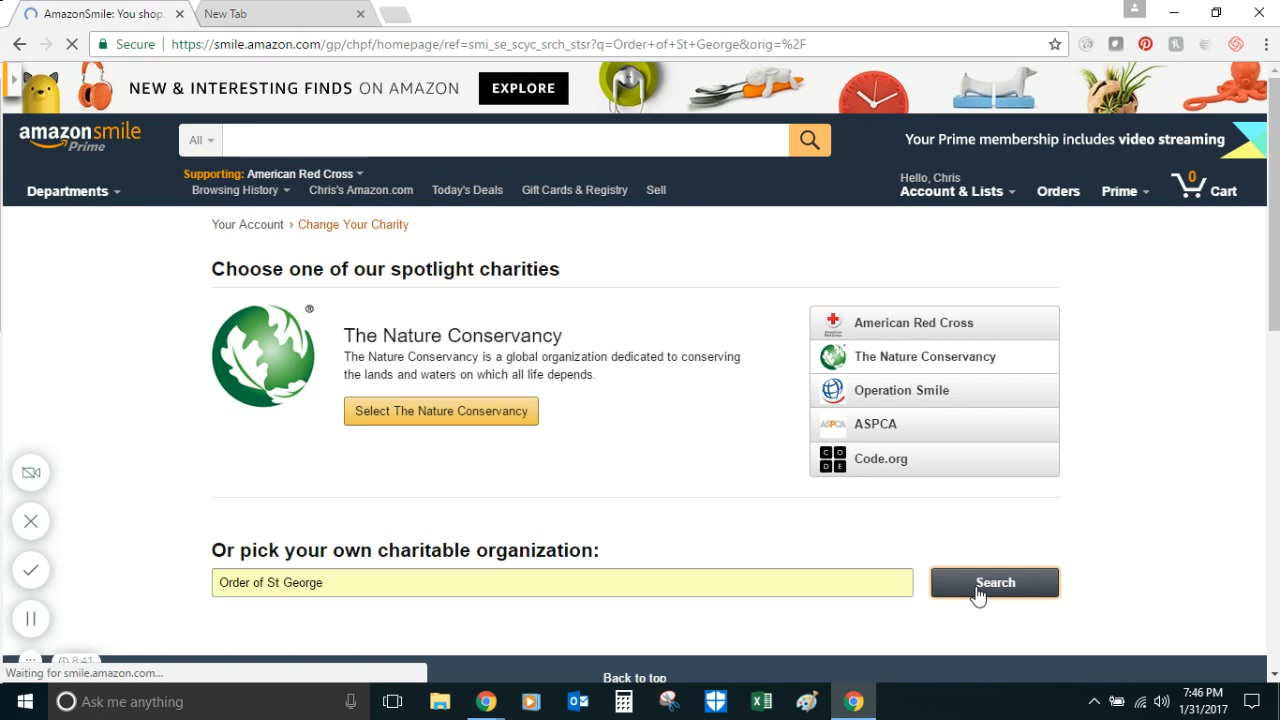 AmazonSmile: You shop.
New Tab
Secure
https://smile.amazon.com/gp/chpf/homepage/ref=smi_se_scyc_srch_stsr?q=Order+of+St+George&orig=%2F
NEW & INTERESTING FINDS ON AMAZON EXPLORE
amazonsmile
Prime
All
Your Prime membership includes video streaming
Supporting: American Red Cross
Departments
Browsing History
Chris's Amazon.com
Today's Deals
Gift Cards & Registry
Sell
Hello, Chris
Account & Lists
Orders
Prime
0
Cart
Your Account › Change Your Charity
Choose one of our spotlight charities
®
The Nature Conservancy
The Nature Conservancy is a global organization dedicated to conserving
the lands and waters on which all life depends.
Select The Nature Conservancy
American Red Cross
The Nature Conservancy
Operation Smile
ASPCA
ASPCA
CODE
Code.org
Or pick your own charitable organization:
Order of St George
Search
8:41
Waiting for smile.amazon.com...
Back to top
Ask me anything
7:46 PM
1/31/2017